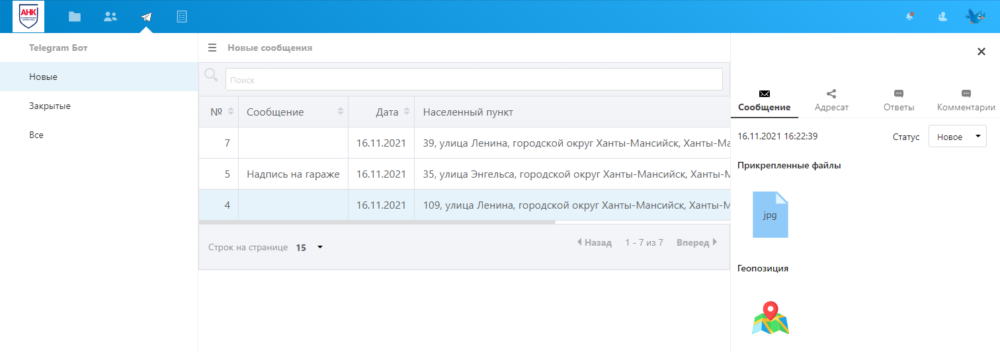 АНК
Telegram Бот
Новые
Закрытые
Все
Новые сообщения
Поиск
№ Сообщение Дата Населенный пункт
7 16.11.2021 39, улица Ленина, городской округ Ханты-Мансийск, Ханты-Ма
5 Надпись на гараже 16.11.2021 35, улица Энгельса, городской округ Ханты-Мансийск, Ханты-М
4 16.11.2021 109, улица Ленина, городской округ Ханты-Мансийск, Ханты-М
Строк на странице 15
Назад 1 - 7 из 7 Вперед
Сообщение Адресат Ответы Комментарии
16.11.2021 16:22:39 Статус Новое
Прикрепленные файлы
jpg
Геопозиция